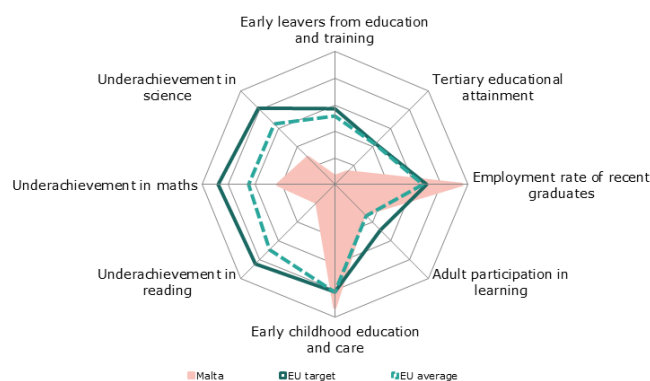 Early leavers from education
and training
Underachievement in
science
Tertiary educational
attainment
Underachievement in maths
Employment rate of recent
graduates
Underachievement in
reading
Adult participation in
learning
Early childhood education
and care
Malta
EU target
EU average